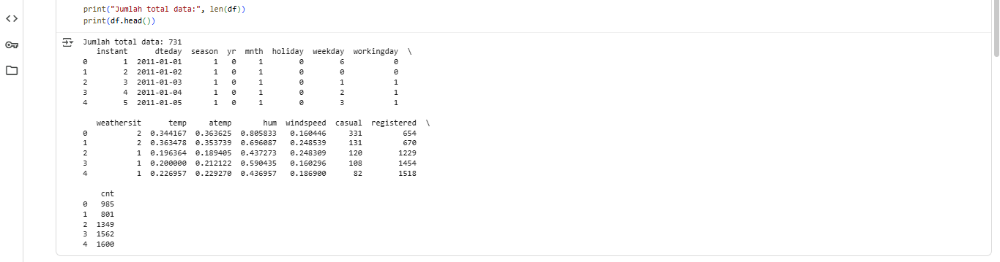 print("Jumlah total data:", len(df))
print(df.head())
Jumlah total data: 731
instant dteday season yr mnth holiday weekday workingday \
0 1 2011-01-01 1 0 1 0 6 0
1 2 2011-01-02 1 0 1 0 0 0
2 3 2011-01-03 1 0 1 0 1 1
3 4 2011-01-04 1 0 1 0 2 1
4 5 2011-01-05 1 0 1 0 3 1
weathersit temp atemp hum windspeed casual registered \
0 2 0.344167 0.363625 0.805833 0.160446 331 654
1 2 0.363478 0.353739 0.696087 0.248539 131 670
2 1 0.196364 0.189405 0.437273 0.248309 120 1229
3 1 0.200000 0.212122 0.590435 0.160296 108 1454
4 1 0.226957 0.229270 0.436957 0.186900 82 1518
cnt
0 985
1 801
2 1349
3 1562
4 1600